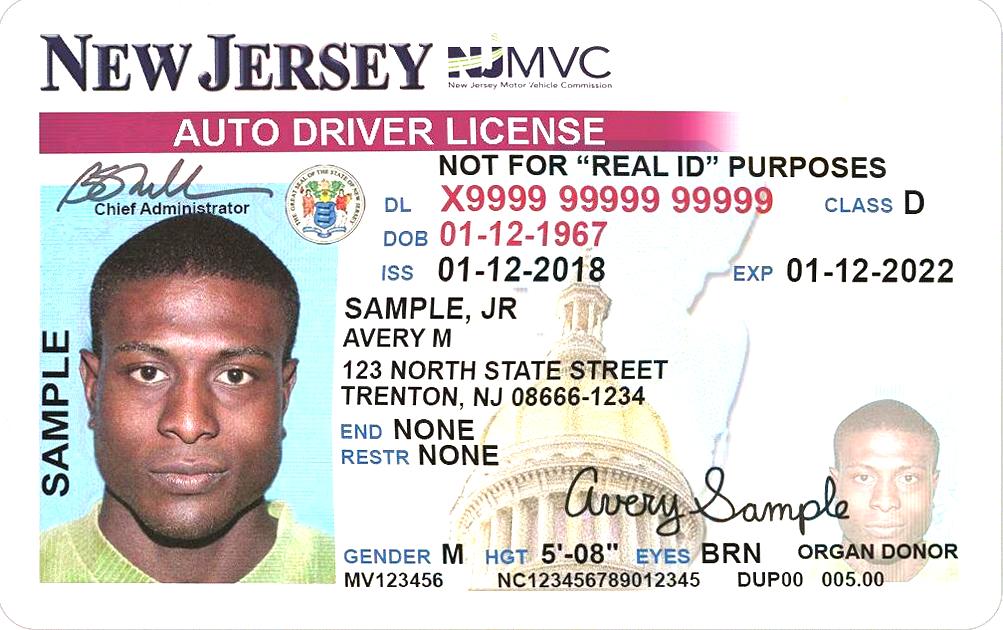 NEW JERSEY NJMVC
New Jersey Motor Vehicle Commission
AUTO DRIVER LICENSE
NOT FOR “REAL ID” PURPOSES
Chief Administrator
THE GREAT SEAL OF THE STATE OF NEW JERSEY
DL X9999 99999 99999 CLASS D
DOB 01-12-1967
ISS 01-12-2018 EXP 01-12-2022
SAMPLE, JR
AVERY M
123 NORTH STATE STREET
TRENTON, NJ 08666-1234
END NONE
RESTR NONE
SAMPLE
Avery Sample
GENDER M HGT 5'-08" EYES BRN ORGAN DONOR
MV123456 NC123456789012345 DUP00 005.00